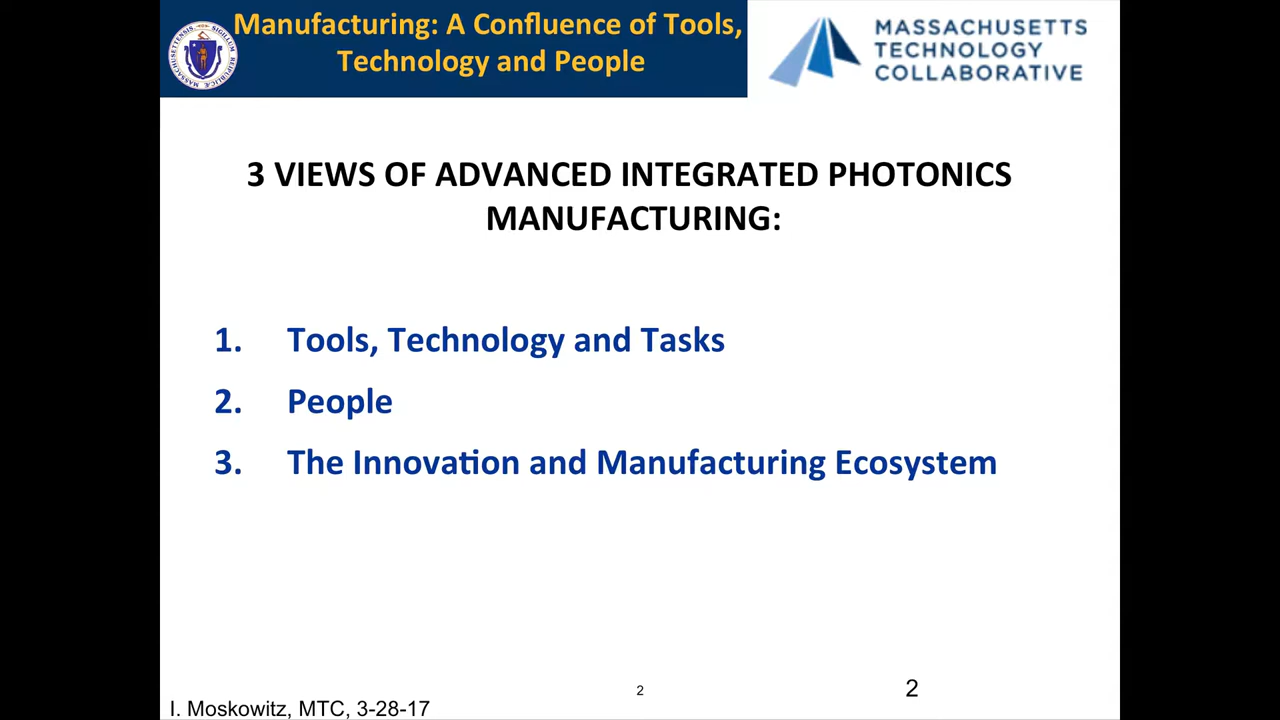 Manufacturing: A Confluence of Tools,
Technology and People
MASSACHUSETTS
TECHNOLOGY
COLLABORATIVE
3 VIEWS OF ADVANCED INTEGRATED PHOTONICS
MANUFACTURING:
1. Tools, Technology and Tasks
2. People
3. The Innovation and Manufacturing Ecosystem
2
2
I. Moskowitz, MTC, 3-28-17